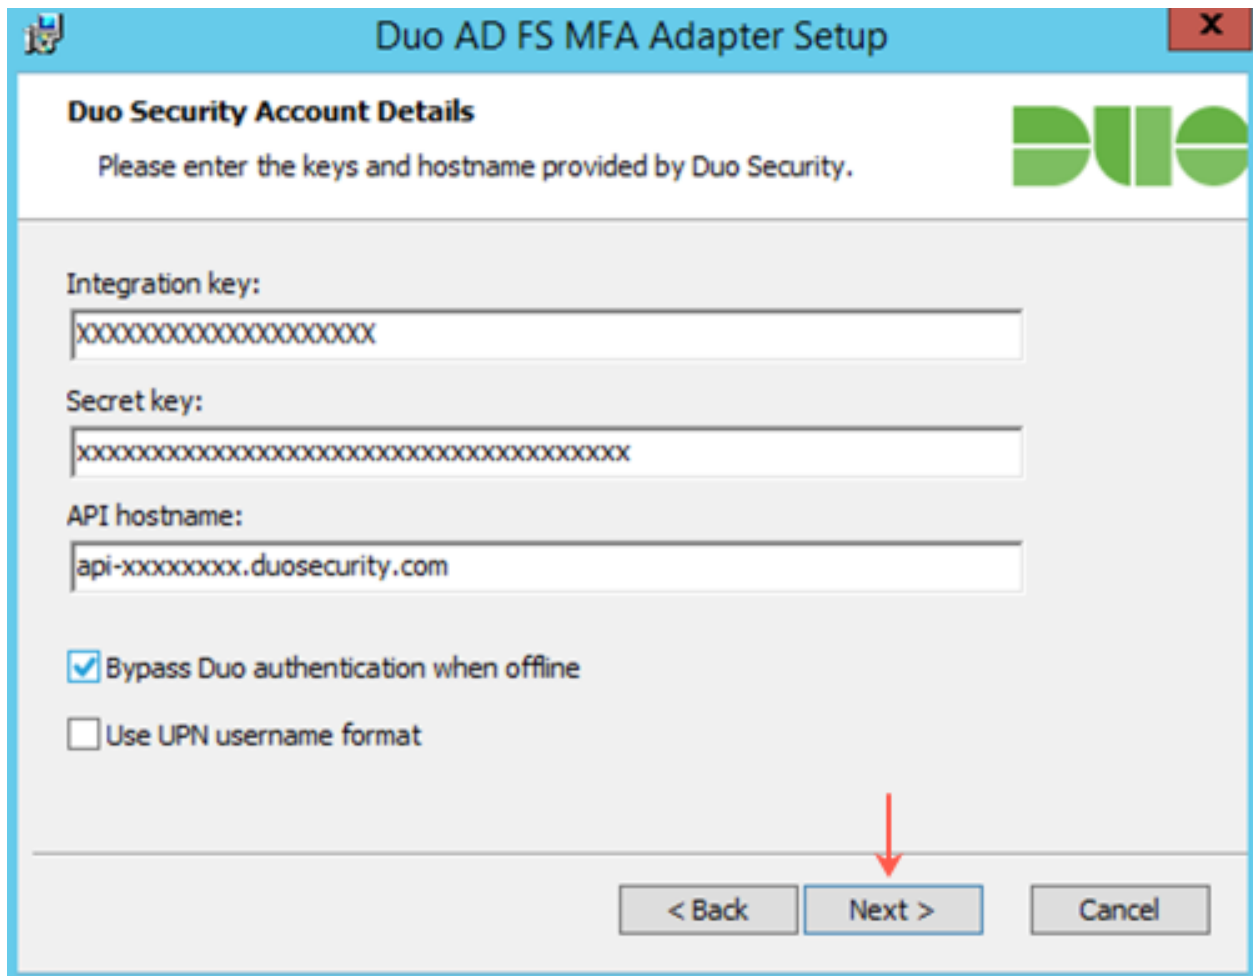 Duo AD FS MFA Adapter Setup
x
Duo Security Account Details
Please enter the keys and hostname provided by Duo Security.
DUO
Integration key:
XXXXXXXXXXXXXXXXXXXX
Secret key:
xxxxxxxxxxxxxxxxxxxxxxxxxxxxxxxxxxxxx
API hostname:
api-xxxxxxxx.duosecurity.com
Bypass Duo authentication when offline
Use UPN username format
< Back
Next >
Cancel